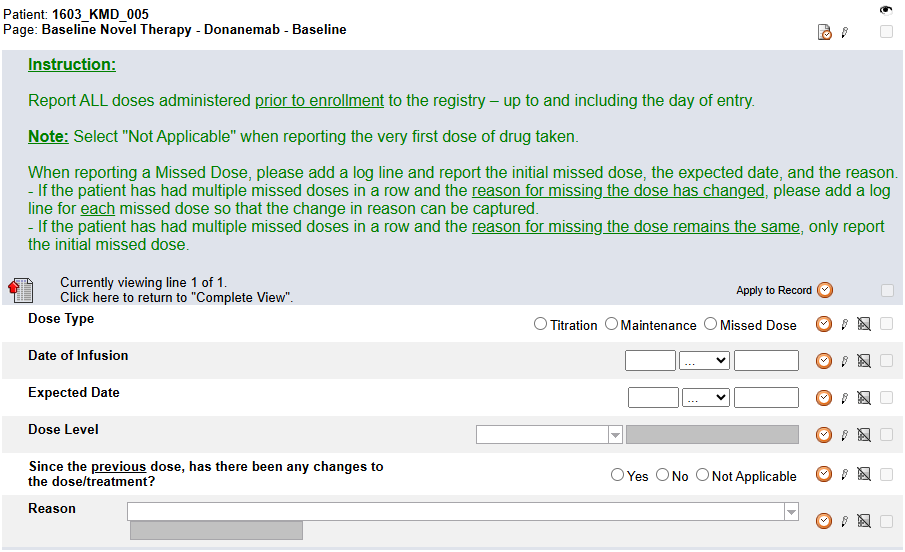 Patient: 1603_KMD_005
Page: Baseline Novel Therapy - Donanemab - Baseline
Instruction:
Report ALL doses administered prior to enrollment to the registry – up to and including the day of entry.
Note: Select "Not Applicable" when reporting the very first dose of drug taken.
When reporting a Missed Dose, please add a log line and report the initial missed dose, the expected date, and the reason.
- If the patient has had multiple missed doses in a row and the reason for missing the dose has changed, please add a log
line for each missed dose so that the change in reason can be captured.
- If the patient has had multiple missed doses in a row and the reason for missing the dose remains the same, only report
the initial missed dose.
Currently viewing line 1 of 1.
Click here to return to "Complete View".
Apply to Record
Dose Type
Titration Maintenance Missed Dose
Date of Infusion
...
Expected Date
...
Dose Level
Since the previous dose, has there been any changes to
the dose/treatment?
Yes No Not Applicable
Reason